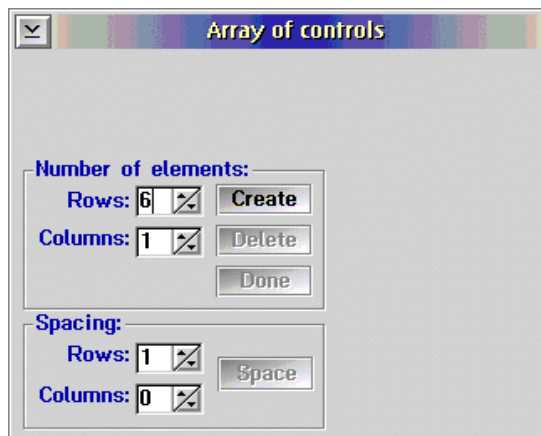 Array of controls
Number of elements:
Rows: 6 Create
Columns: 1 Delete
Done
Spacing:
Rows: 1
Space
Columns: 0